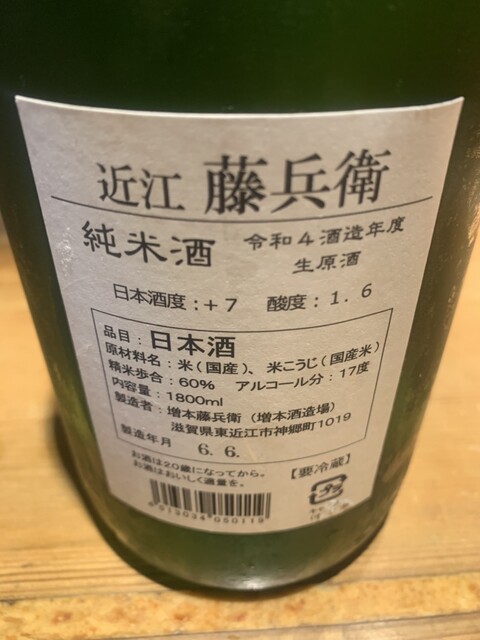 近江 藤兵衛
純米酒 令和4酒造年度
生原酒
日本酒度：+7 酸度：1.6
品目：日本酒
原材料名：米(国産)、米こうじ(国産米)
精米歩合：60% アルコール分：17度
内容量：1800ml
製造者：増本藤兵衛（増本酒造場）
滋賀県東近江市神郷町1019
製造年月 6.6.
お酒は20歳になってから。
お酒はおいしく適量を。
【要冷蔵】
4513034050119